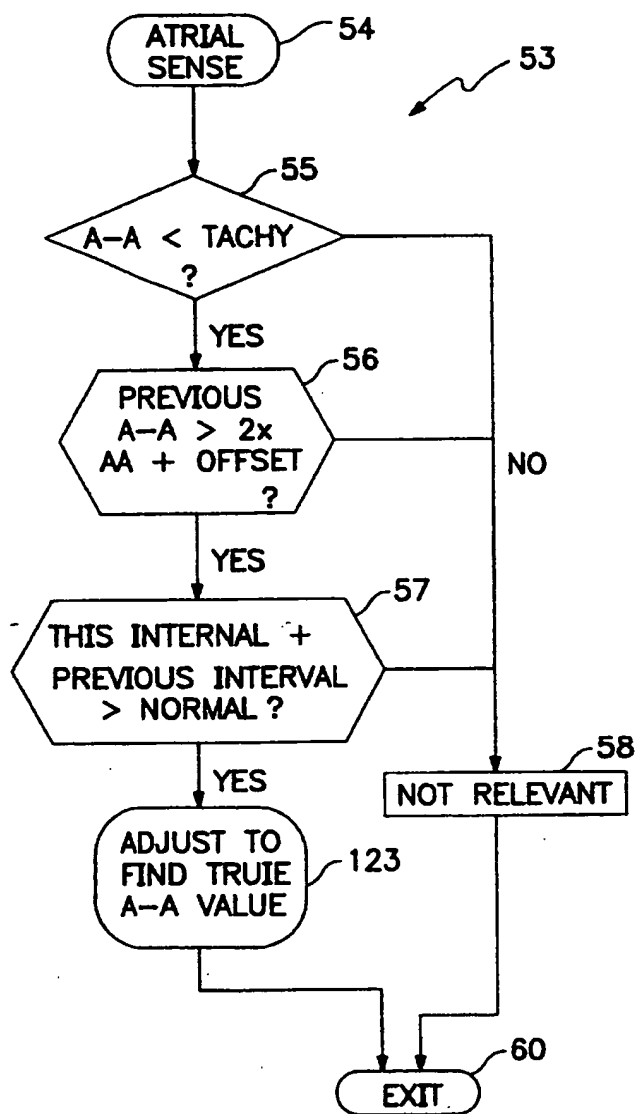 ATRIAL
SENSE
54
53
55
A-A < TACHY
?
YES
56
PREVIOUS
A-A > 2x
AA + OFFSET
?
NO
YES
57
THIS INTERNAL +
PREVIOUS INTERVAL
> NORMAL ?
YES
58
NOT RELEVANT
ADJUST TO
FIND TRUIE
A-A VALUE
123
60
EXIT